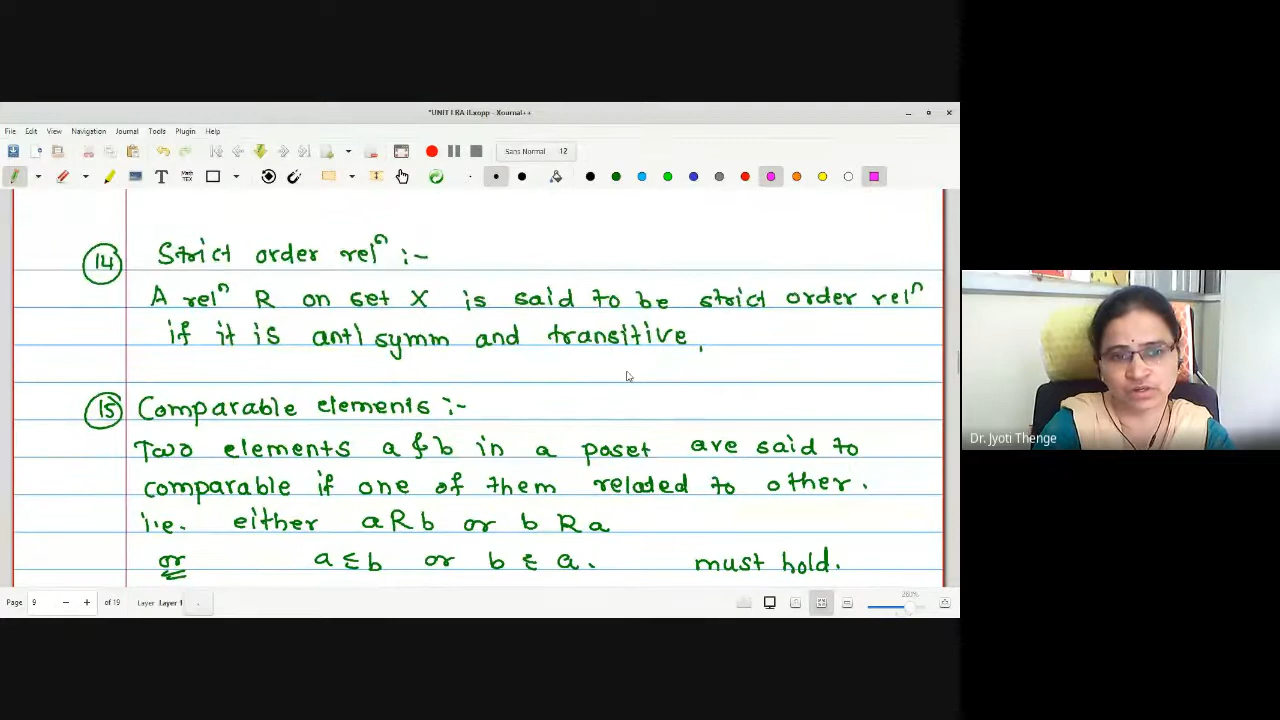 *UNIT I RA II.xopp - Xournal++
File Edit View Navigation Journal Tools Plugin Help
Sans Normal 12
14 Strict order relⁿ :-
A relⁿ R on set X is said to be strict order relⁿ
if it is anti symm and transitive.
15 Comparable elements :-
Two elements a & b in a poset are said to
comparable if one of them related to other.
i.e. either a R b or b R a
or a ≤ b or b ≤ a. must hold.
Page 9 of 19 Layer Layer 1
Dr. Jyoti Thenge